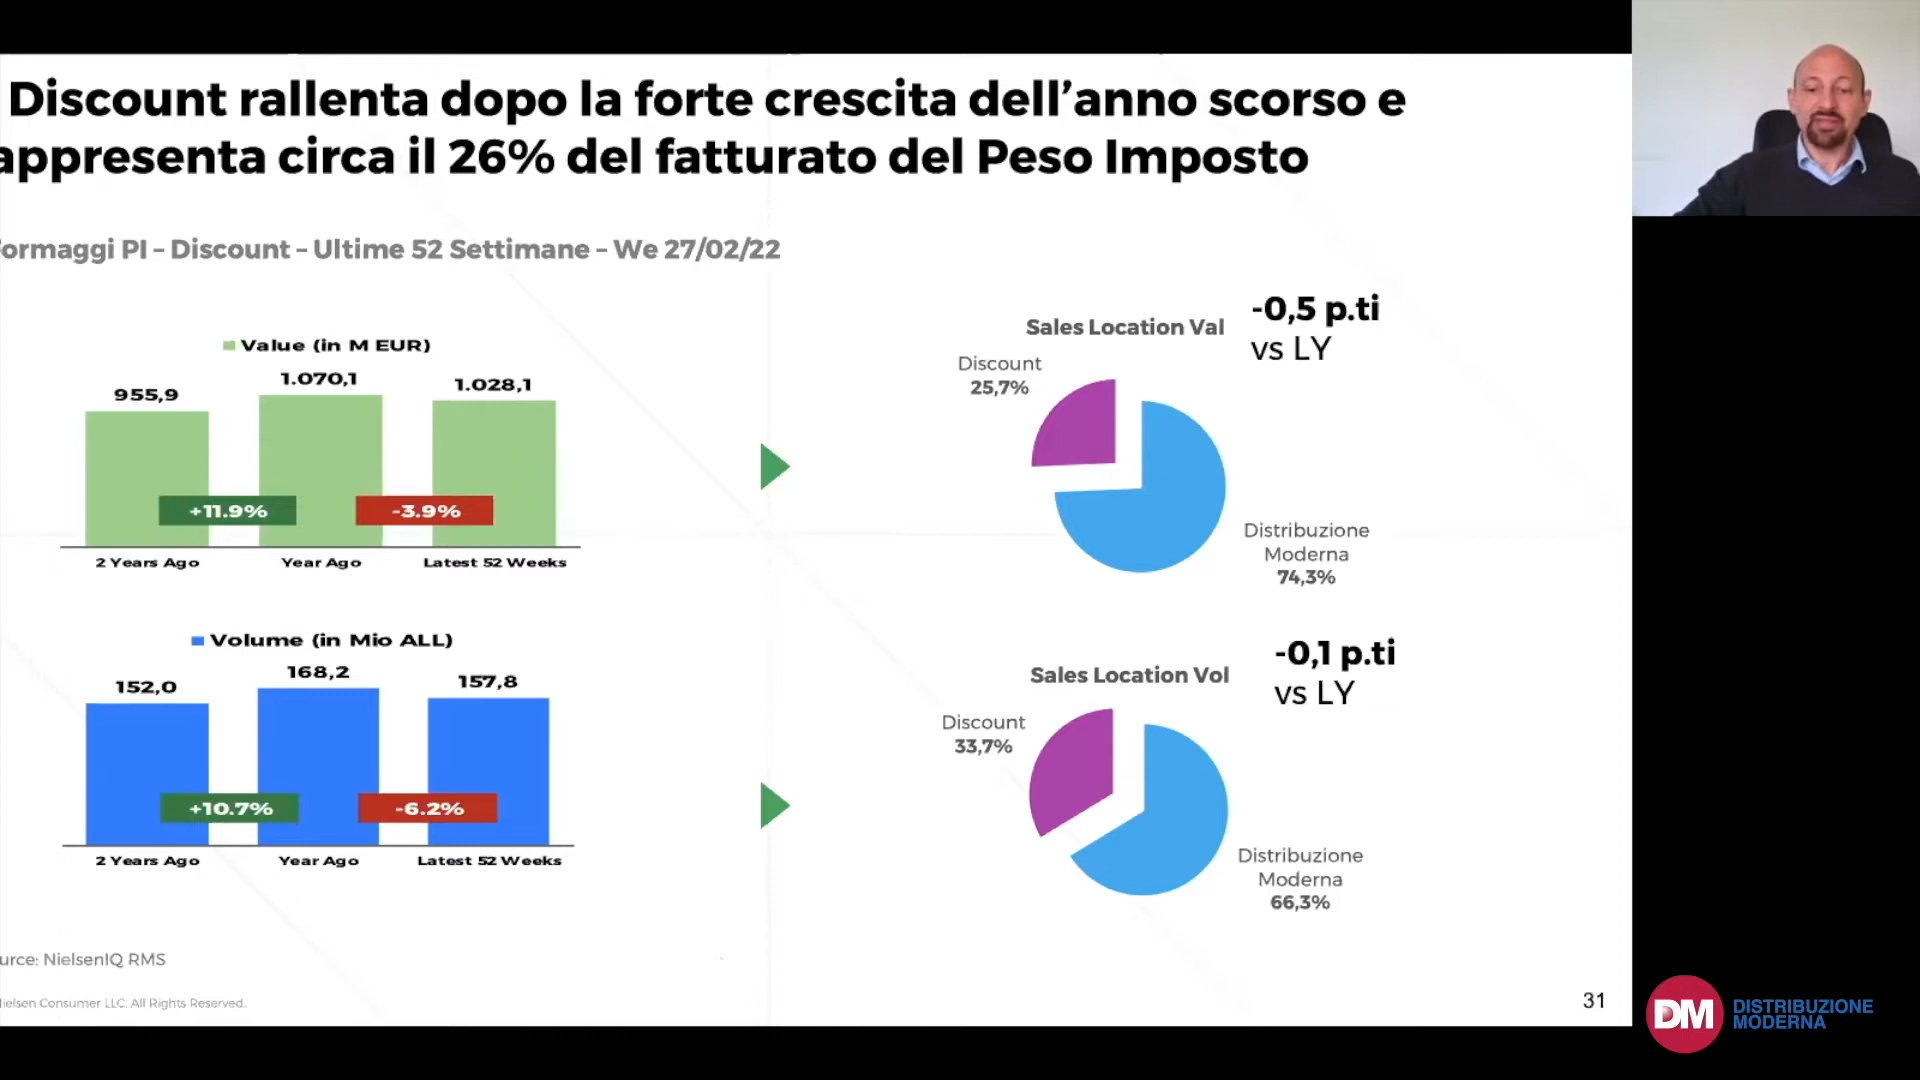 Discount rallenta dopo la forte crescita dell'anno scorso e
appresenta circa il 26% del fatturato del Peso Imposto
ormaggi PI – Discount – Ultime 52 Settimane – We 27/02/22
Value (in M EUR)
955,9
1.070,1
1.028,1
+11.9%
-3.9%
2 Years Ago
Year Ago
Latest 52 Weeks
Sales Location Val
-0,5 p.ti
vs LY
Discount
25,7%
Distribuzione
Moderna
74,3%
Volume (in Mio ALL)
152,0
168,2
157,8
+10.7%
-6.2%
2 Years Ago
Year Ago
Latest 52 Weeks
Sales Location Vol
-0,1 p.ti
vs LY
Discount
33,7%
Distribuzione
Moderna
66,3%
urce: NielsenIQ RMS
ielsen Consumer LLC. All Rights Reserved.
31
DM DISTRIBUZIONE
MODERNA